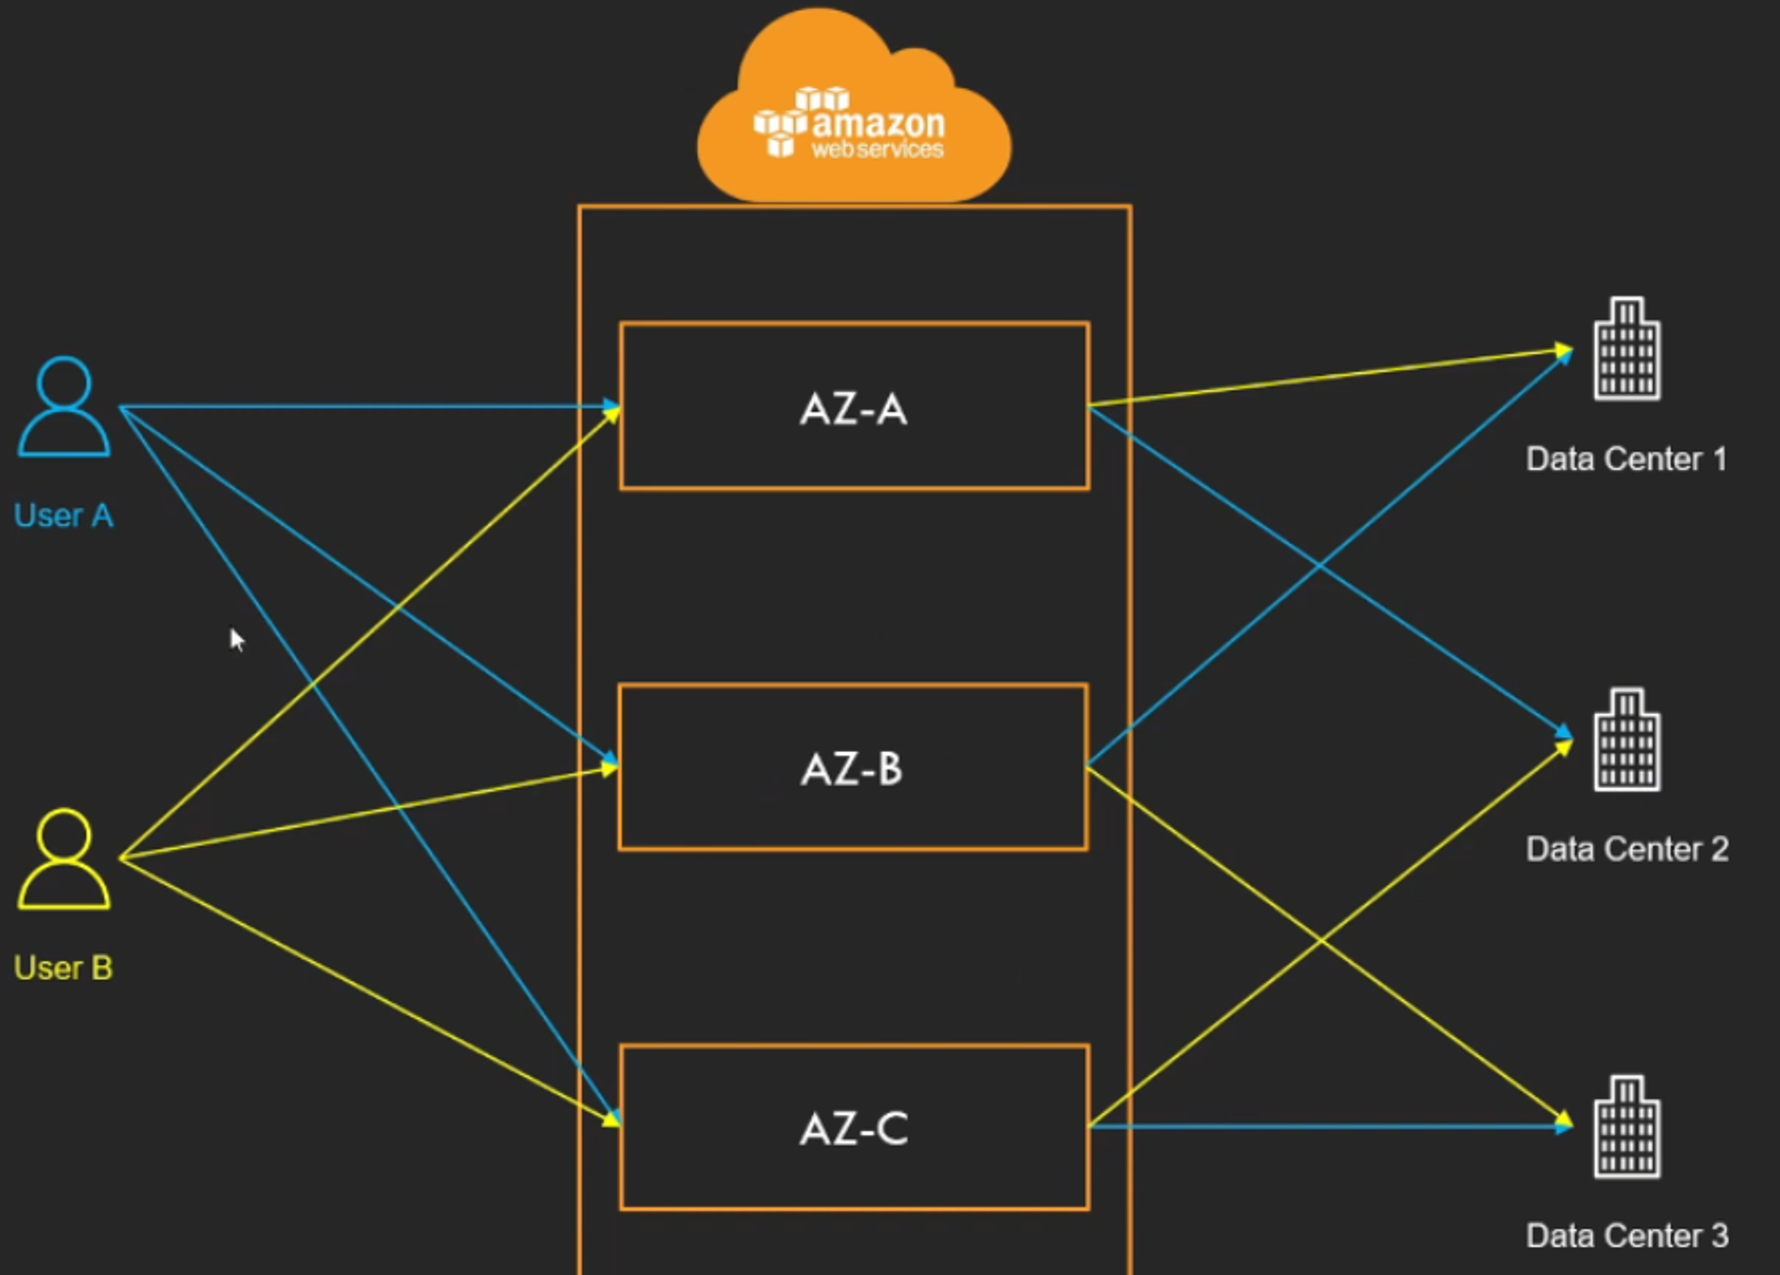 amazon
web services
AZ-A
Data Center 1
User A
AZ-B
Data Center 2
User B
AZ-C
Data Center 3